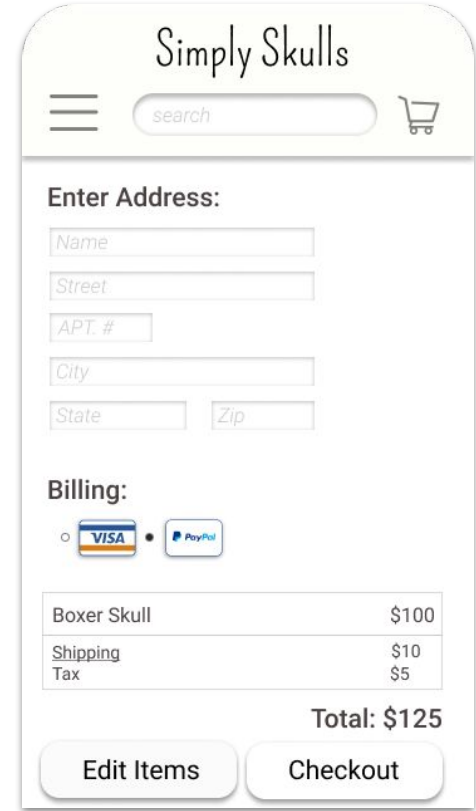 Simply Skulls
search
Enter Address:
Name
Street
APT. #
City
State Zip
Billing:
VISA PayPal
Boxer Skull $100
Shipping $10
Tax $5
Total: $125
Edit Items Checkout